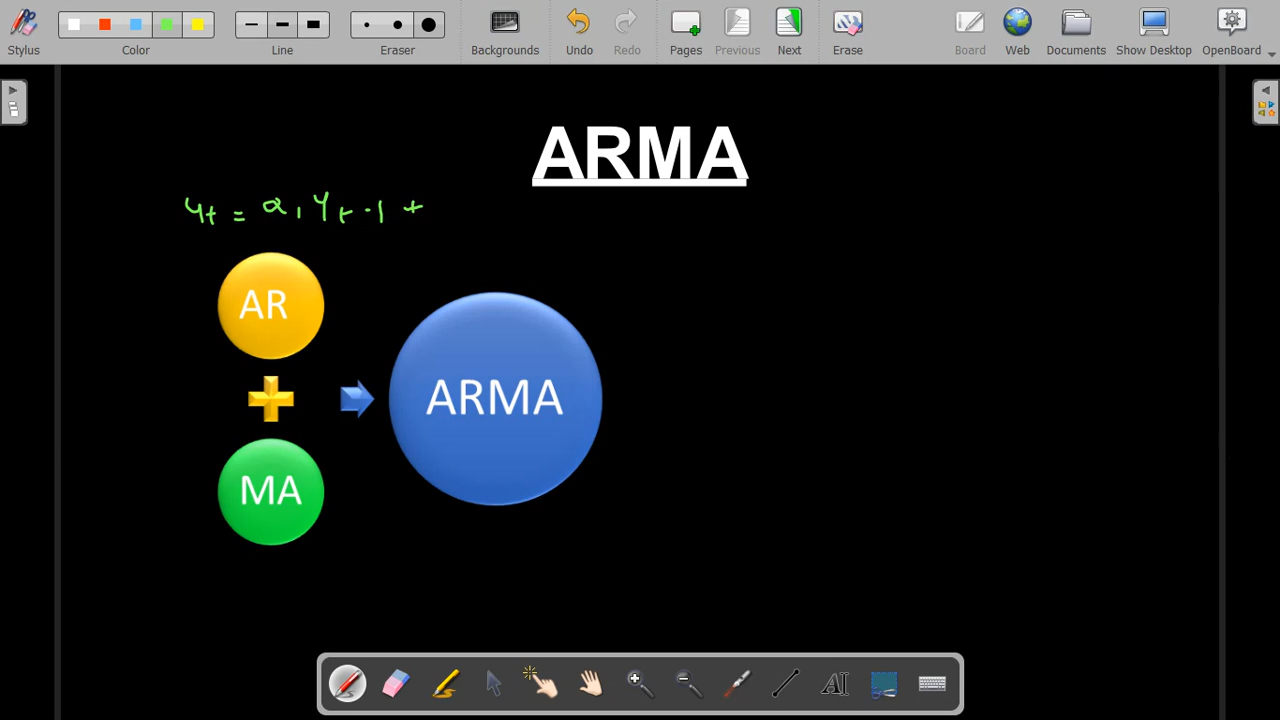 Stylus Color Line Eraser Backgrounds Undo Redo Pages Previous Next Erase Board Web Documents Show Desktop OpenBoard
ARMA
yt = α1 Yt-1 +
AR
ARMA
MA
AI